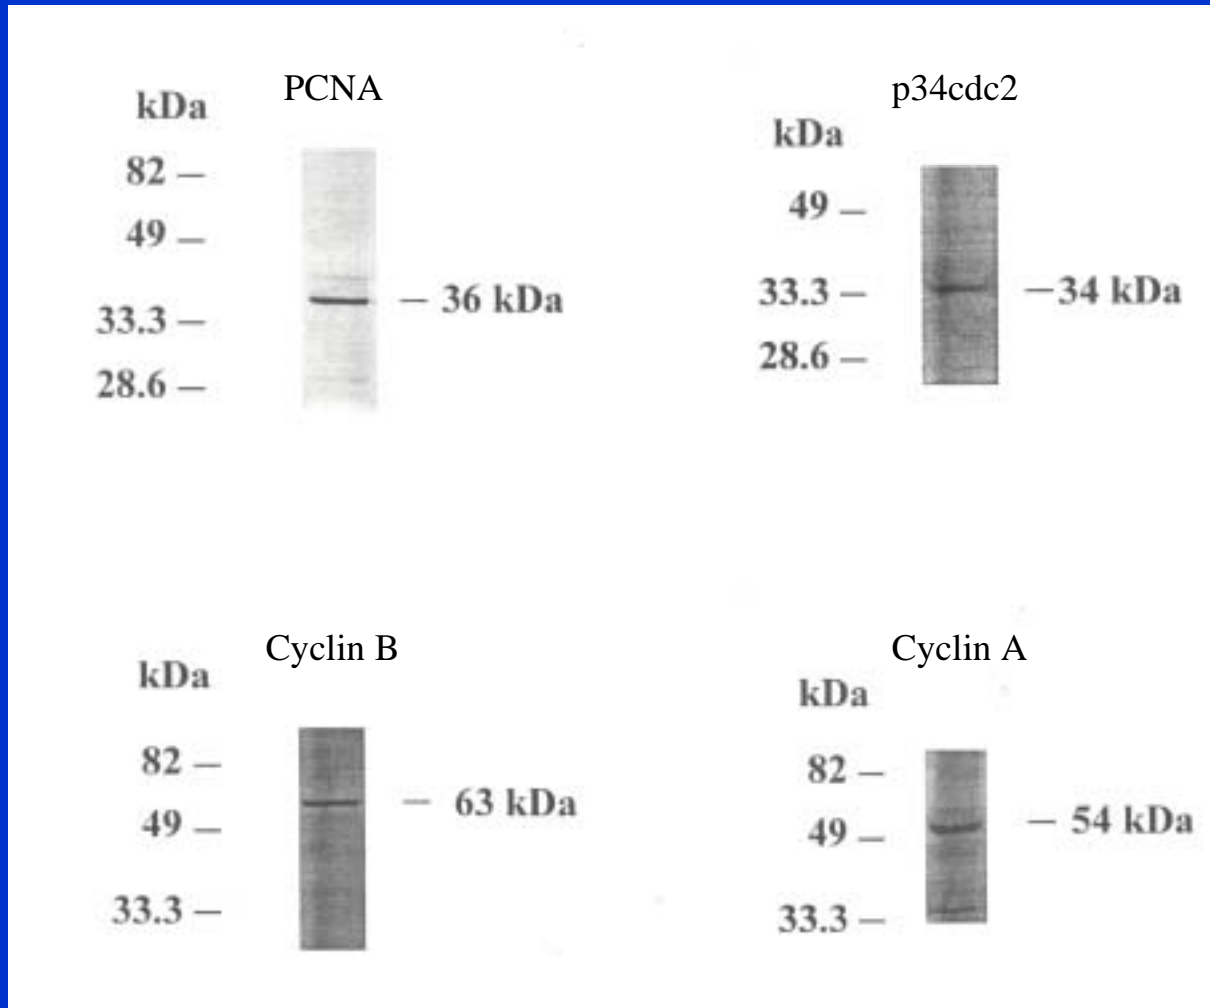 PCNA
kDa
82 –
49 –
33.3 –
28.6 –
– 36 kDa
p34cdc2
kDa
49 –
33.3 –
28.6 –
–34 kDa
Cyclin B
kDa
82 –
49 –
33.3 –
– 63 kDa
Cyclin A
kDa
82 –
49 –
33.3 –
– 54 kDa